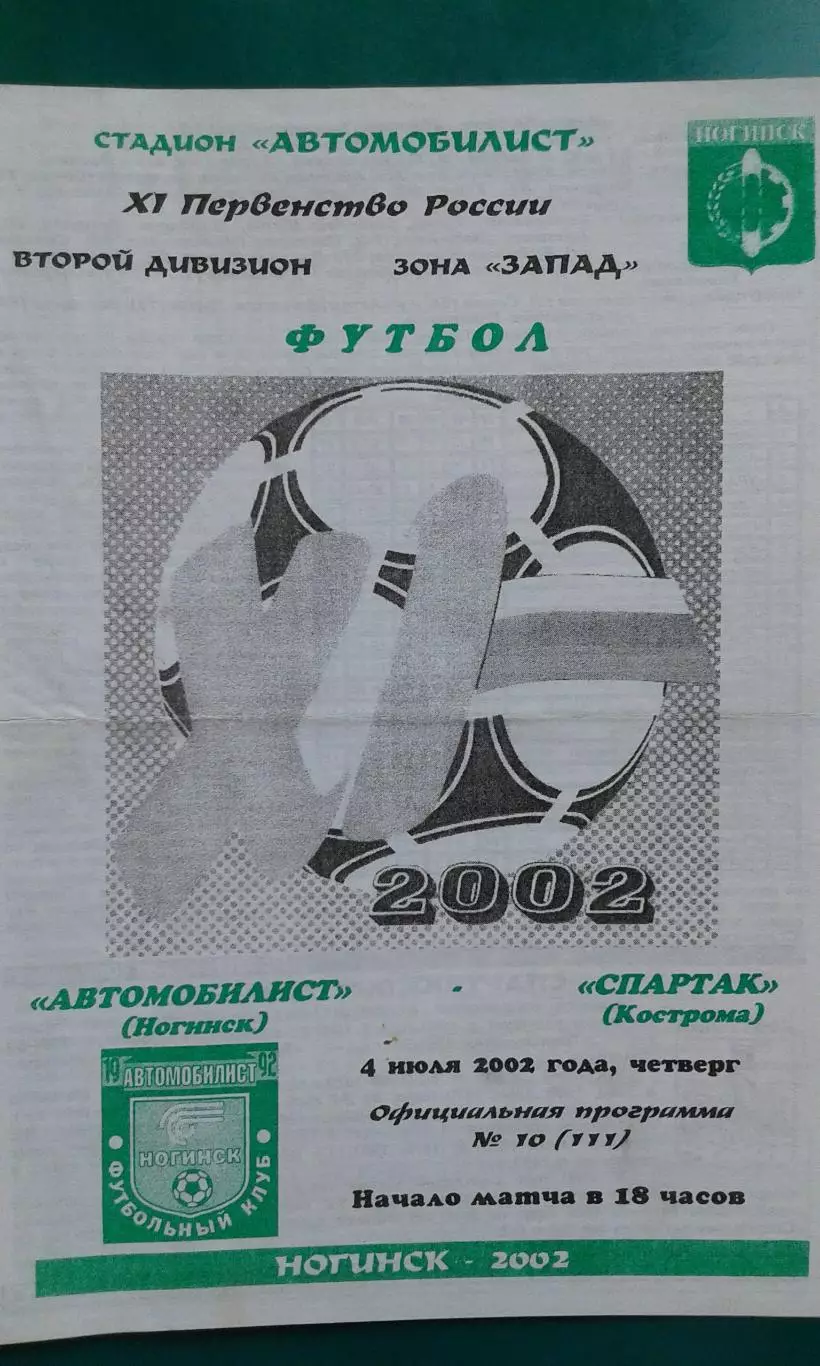 СТАДИОН «АВТОМОБИЛИСТ»
НОГИНСК
XI Первенство России
ВТОРОЙ ДИВИЗИОН ЗОНА «ЗАПАД»
ФУТБОЛ
2002
«АВТОМОБИЛИСТ» - «СПАРТАК»
(Ногинск) (Кострома)
19 92
АВТОМОБИЛИСТ
НОГИНСК
ФУТБОЛЬНЫЙ КЛУБ
4 июля 2002 года, четверг
Официальная программа
№ 10 (111)
Начало матча в 18 часов
НОГИНСК - 2002